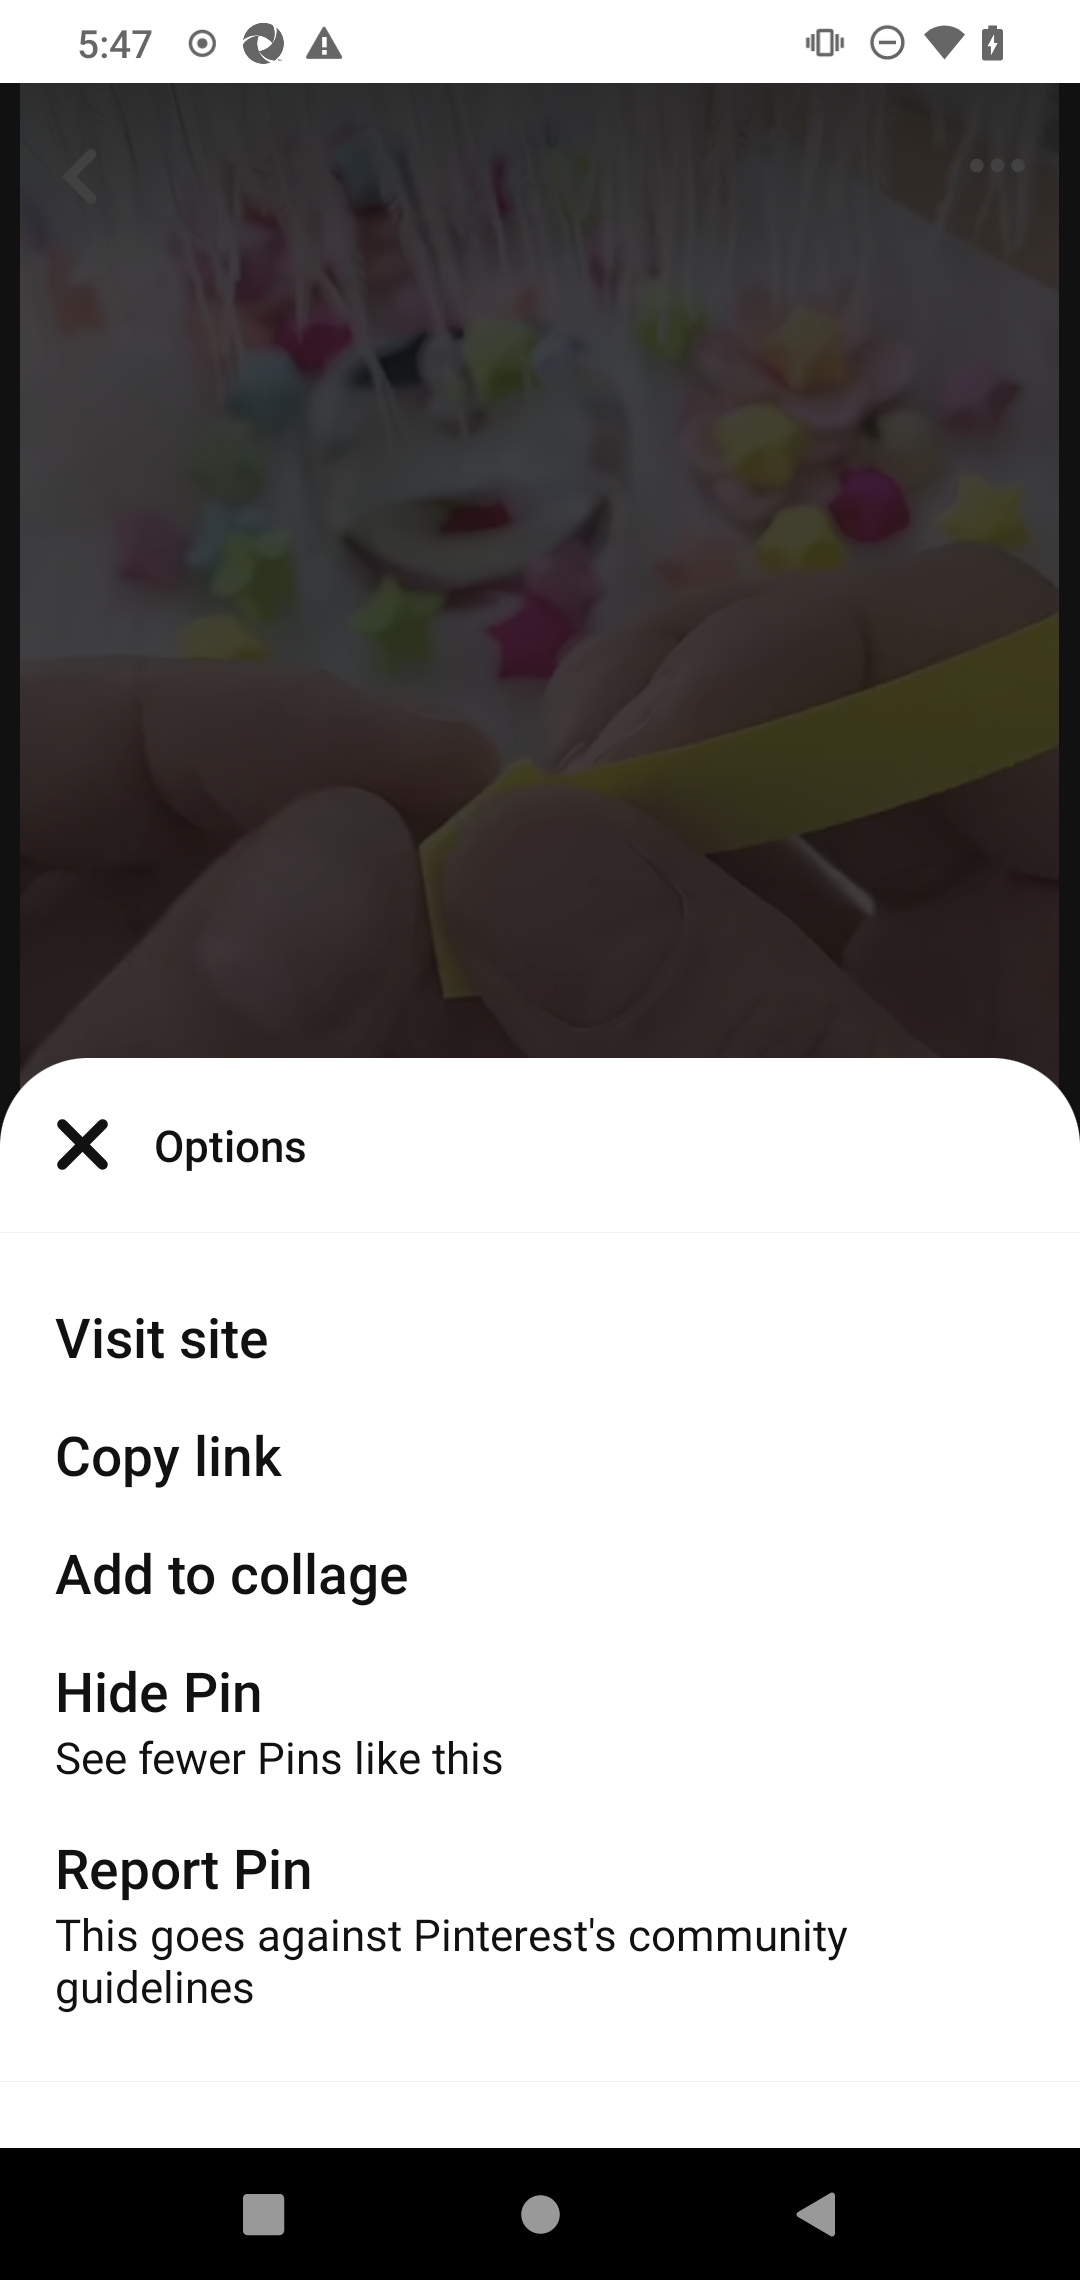 5:47
Options
Visit site
Copy link
Add to collage
Hide Pin
See fewer Pins like this
Report Pin
This goes against Pinterest's community
guidelines